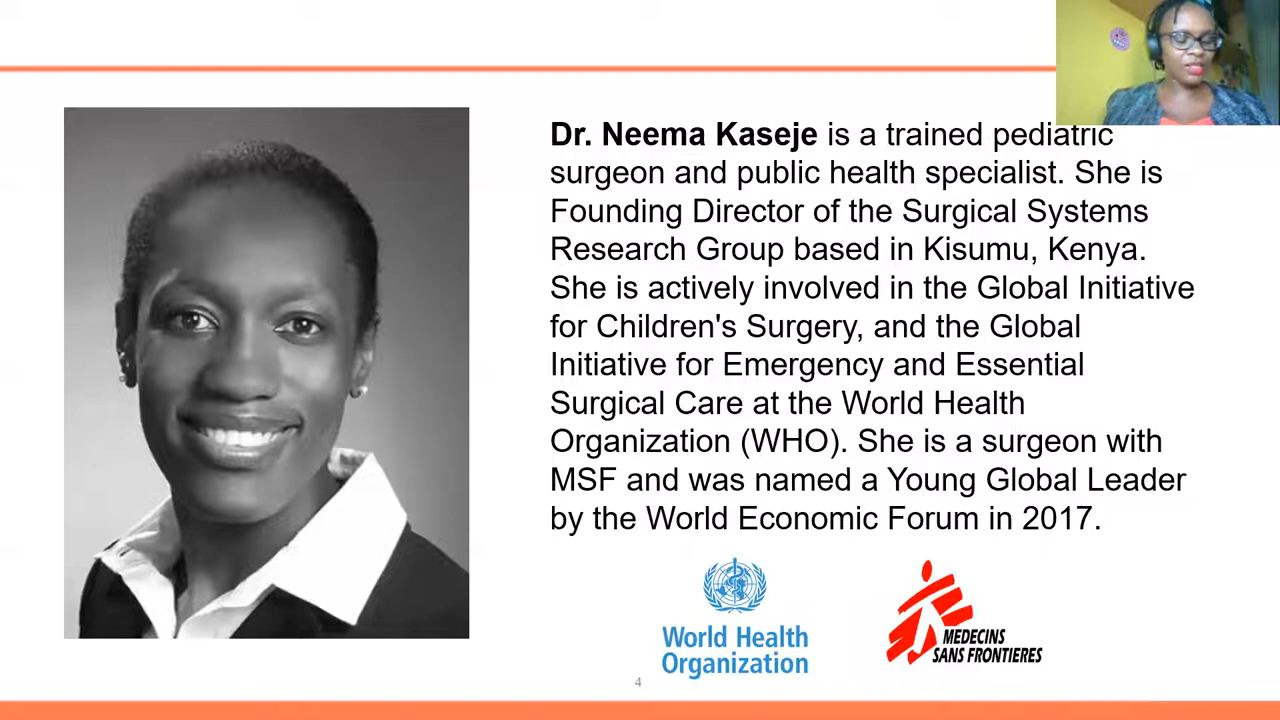 Dr. Neema Kaseje is a trained pediatric
surgeon and public health specialist. She is
Founding Director of the Surgical Systems
Research Group based in Kisumu, Kenya.
She is actively involved in the Global Initiative
for Children's Surgery, and the Global
Initiative for Emergency and Essential
Surgical Care at the World Health
Organization (WHO). She is a surgeon with
MSF and was named a Young Global Leader
by the World Economic Forum in 2017.
World Health
Organization
MEDECINS
SANS FRONTIERES
4